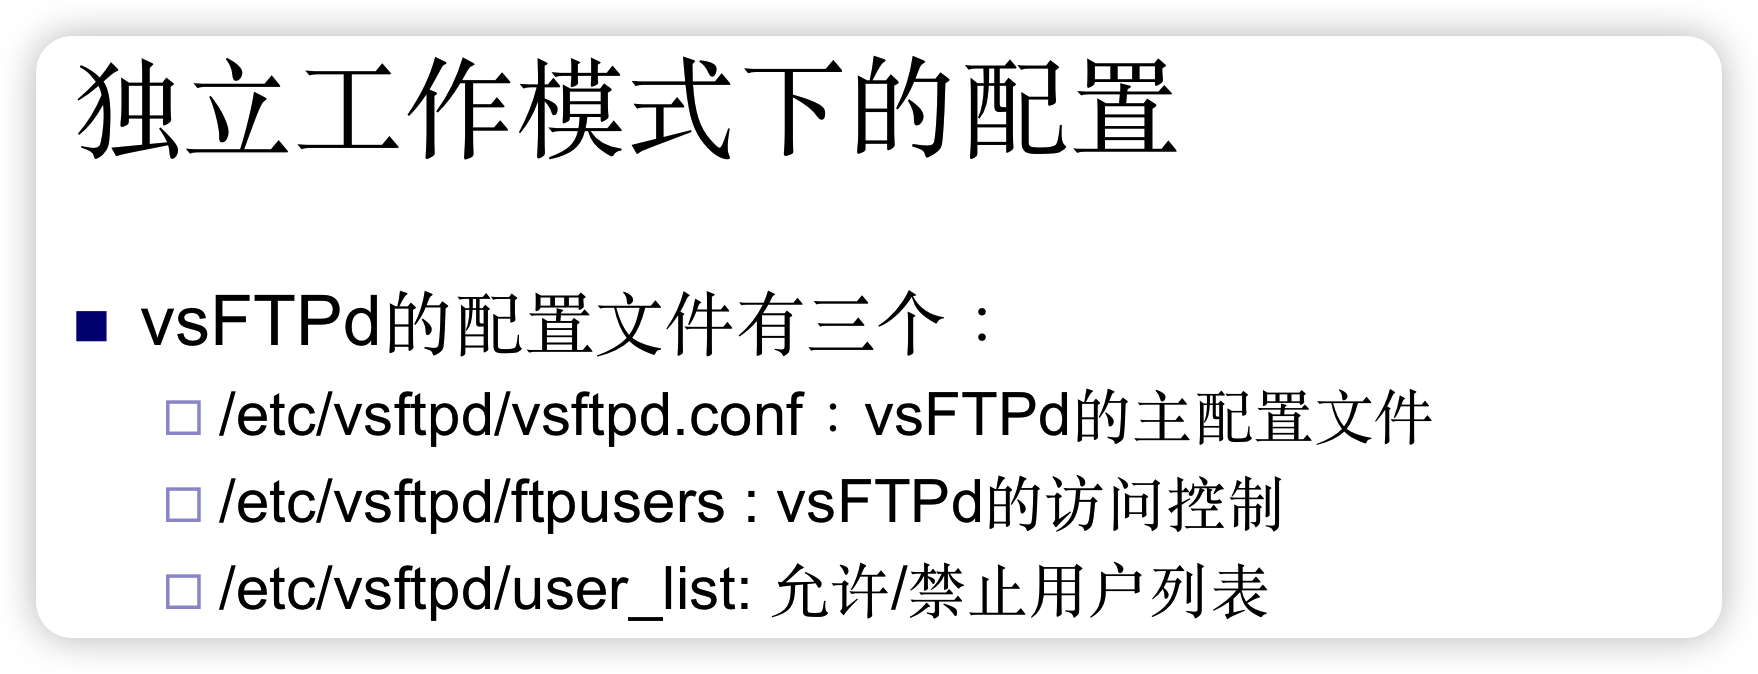 独立工作模式下的配置
vsFTPd的配置文件有三个：
/etc/vsftpd/vsftpd.conf：vsFTPd的主配置文件
/etc/vsftpd/ftpusers : vsFTPd的访问控制
/etc/vsftpd/user_list: 允许/禁止用户列表